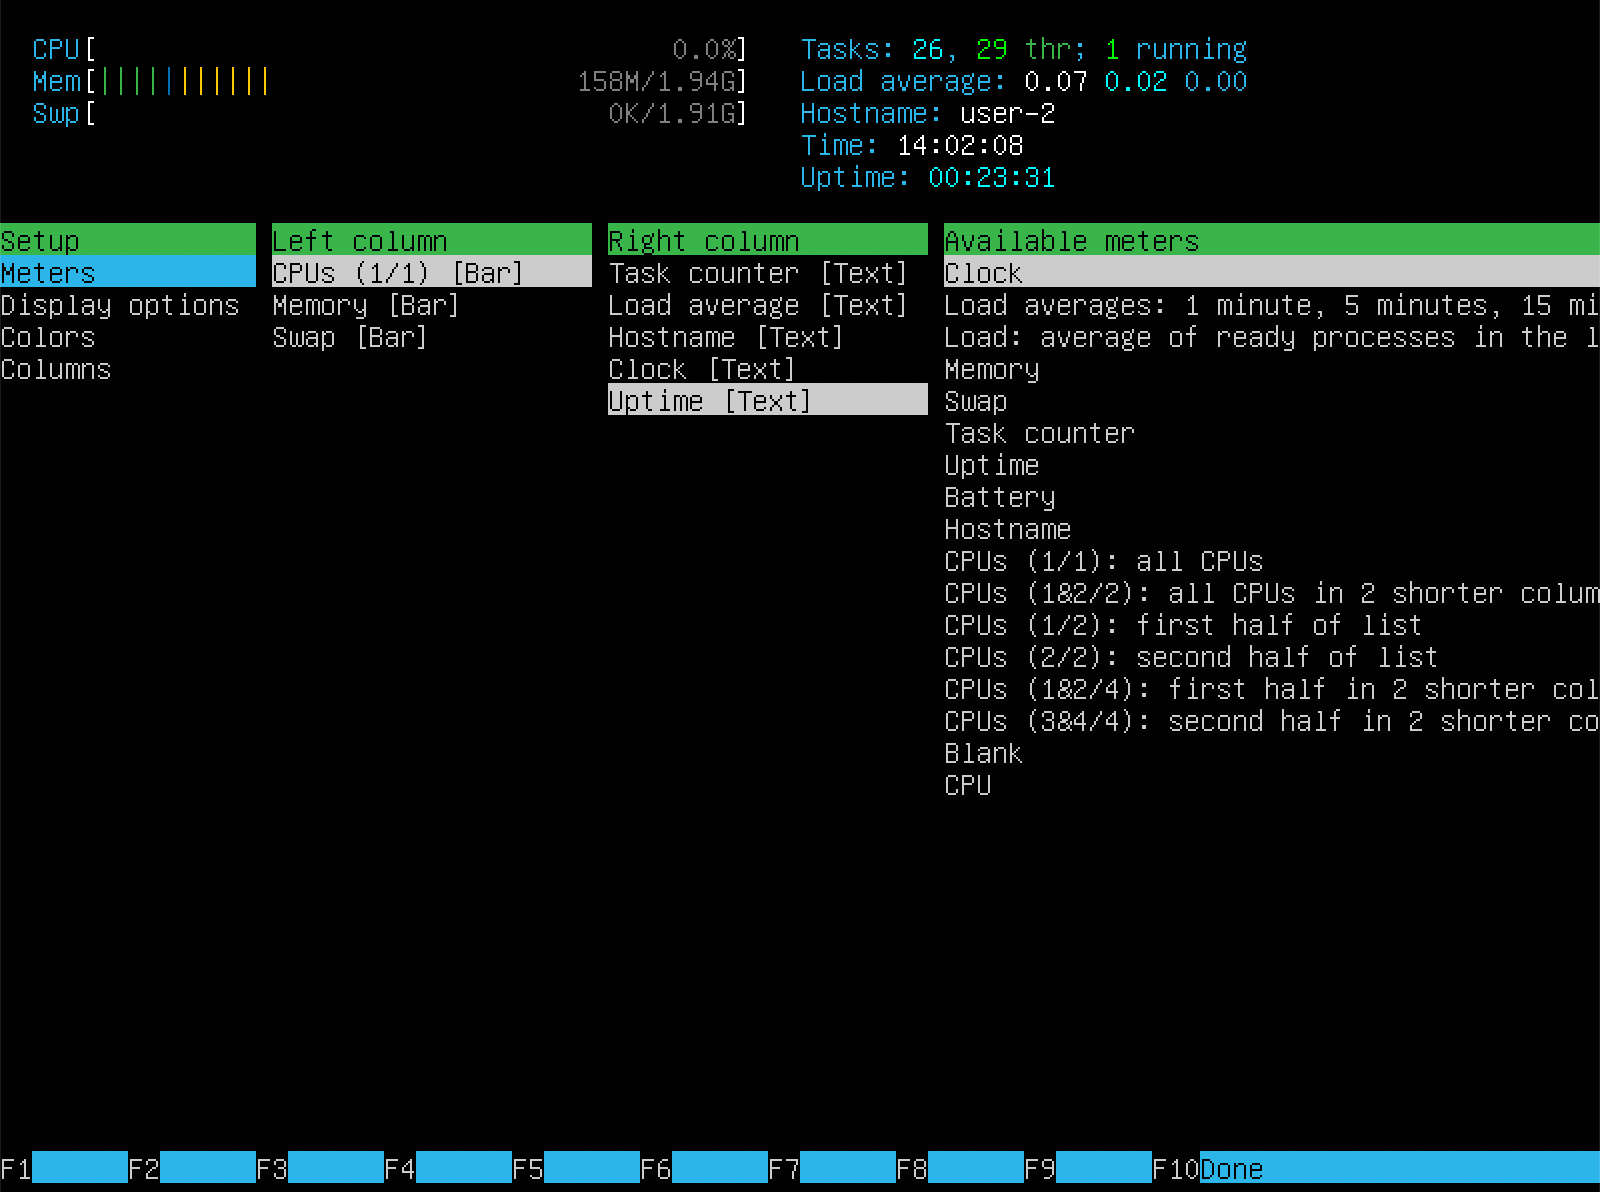 CPU[ 0.0%] Tasks: 26, 29 thr; 1 running
Mem[||||||||||| 158M/1.94G] Load average: 0.07 0.02 0.00
Swp[ 0K/1.91G] Hostname: user-2
Time: 14:02:08
Uptime: 00:23:31
Setup Left column Right column Available meters
Meters CPUs (1/1) [Bar] Task counter [Text] Clock
Display options Memory [Bar] Load average [Text] Load averages: 1 minute, 5 minutes, 15 mi
Colors Swap [Bar] Hostname [Text] Load: average of ready processes in the l
Columns Clock [Text] Memory
Uptime [Text] Swap
Task counter
Uptime
Battery
Hostname
CPUs (1/1): all CPUs
CPUs (1&2/2): all CPUs in 2 shorter colum
CPUs (1/2): first half of list
CPUs (2/2): second half of list
CPUs (1&2/4): first half in 2 shorter col
CPUs (3&4/4): second half in 2 shorter co
Blank
CPU
F1 F2 F3 F4 F5 F6 F7 F8 F9 F10Done